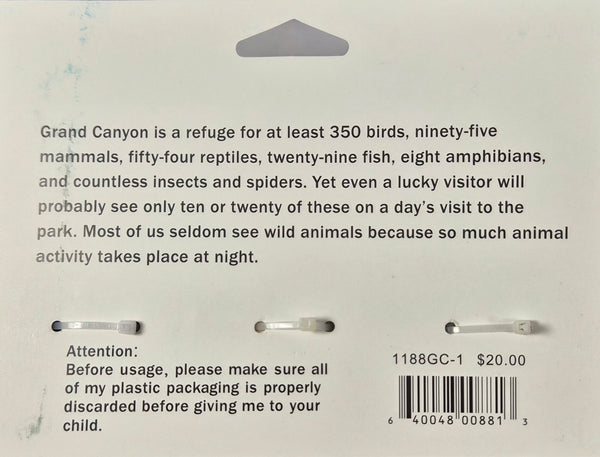 Grand Canyon is a refuge for at least 350 birds, ninety-five
mammals, fifty-four reptiles, twenty-nine fish, eight amphibians,
and countless insects and spiders. Yet even a lucky visitor will
probably see only ten or twenty of these on a day's visit to the
park. Most of us seldom see wild animals because so much animal
activity takes place at night.
Attention:
Before usage, please make sure all
of my plastic packaging is properly
discarded before giving me to your
child.
1188GC-1 $20.00
6 40048 00881 3